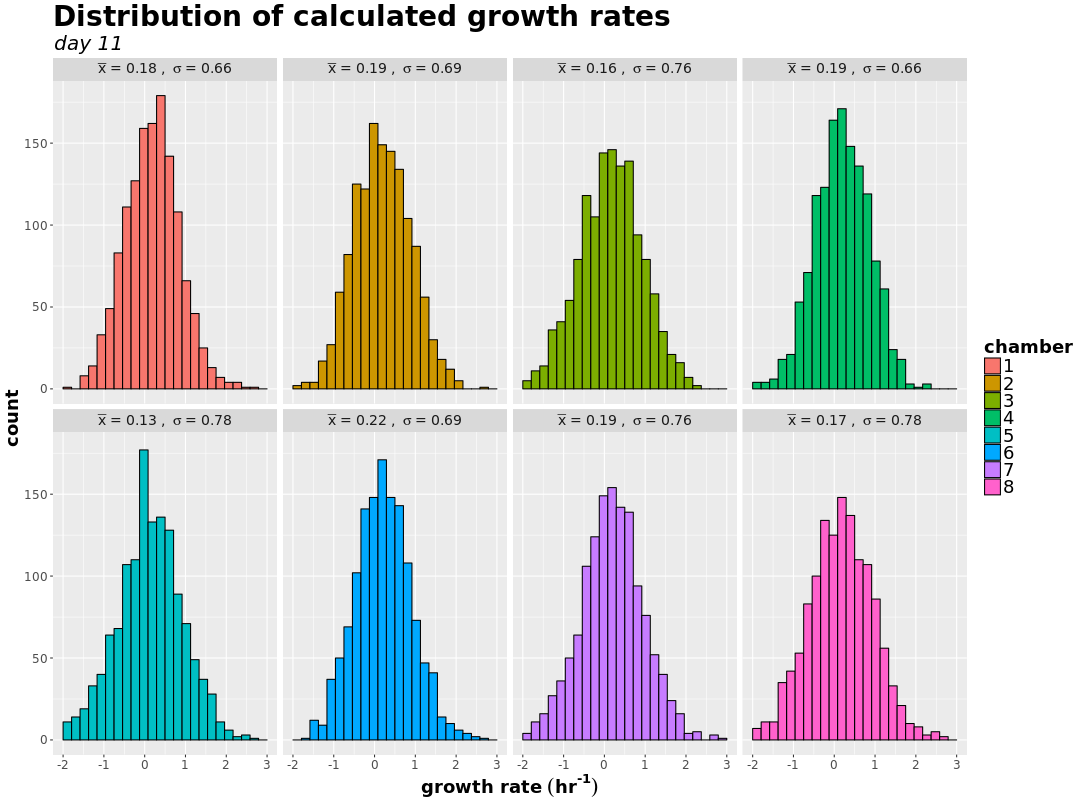 Distribution of calculated growth rates
day 11
x̅ = 0.18 , σ = 0.66
x̅ = 0.19 , σ = 0.69
x̅ = 0.16 , σ = 0.76
x̅ = 0.19 , σ = 0.66
150
100
50
0
x̅ = 0.13 , σ = 0.78
x̅ = 0.22 , σ = 0.69
x̅ = 0.19 , σ = 0.76
x̅ = 0.17 , σ = 0.78
150
100
50
0
-2 -1 0 1 2 3
-2 -1 0 1 2 3
-2 -1 0 1 2 3
-2 -1 0 1 2 3
count
growth rate (hr⁻¹)
chamber
1
2
3
4
5
6
7
8